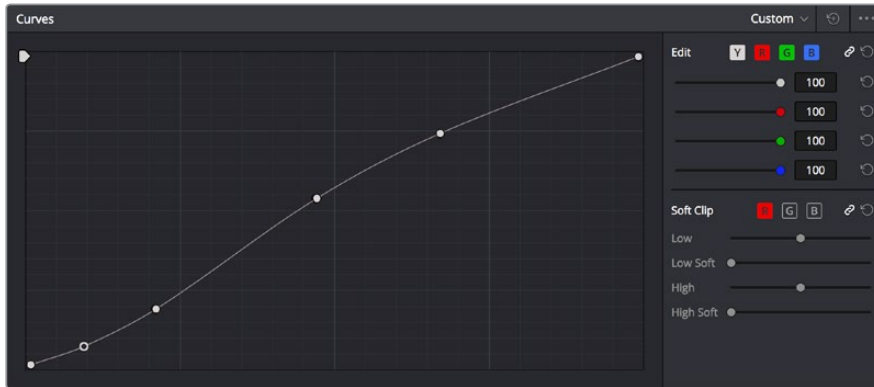 Curves
Custom
Edit Y R G B
100
100
100
100
Soft Clip R G B
Low
Low Soft
High
High Soft